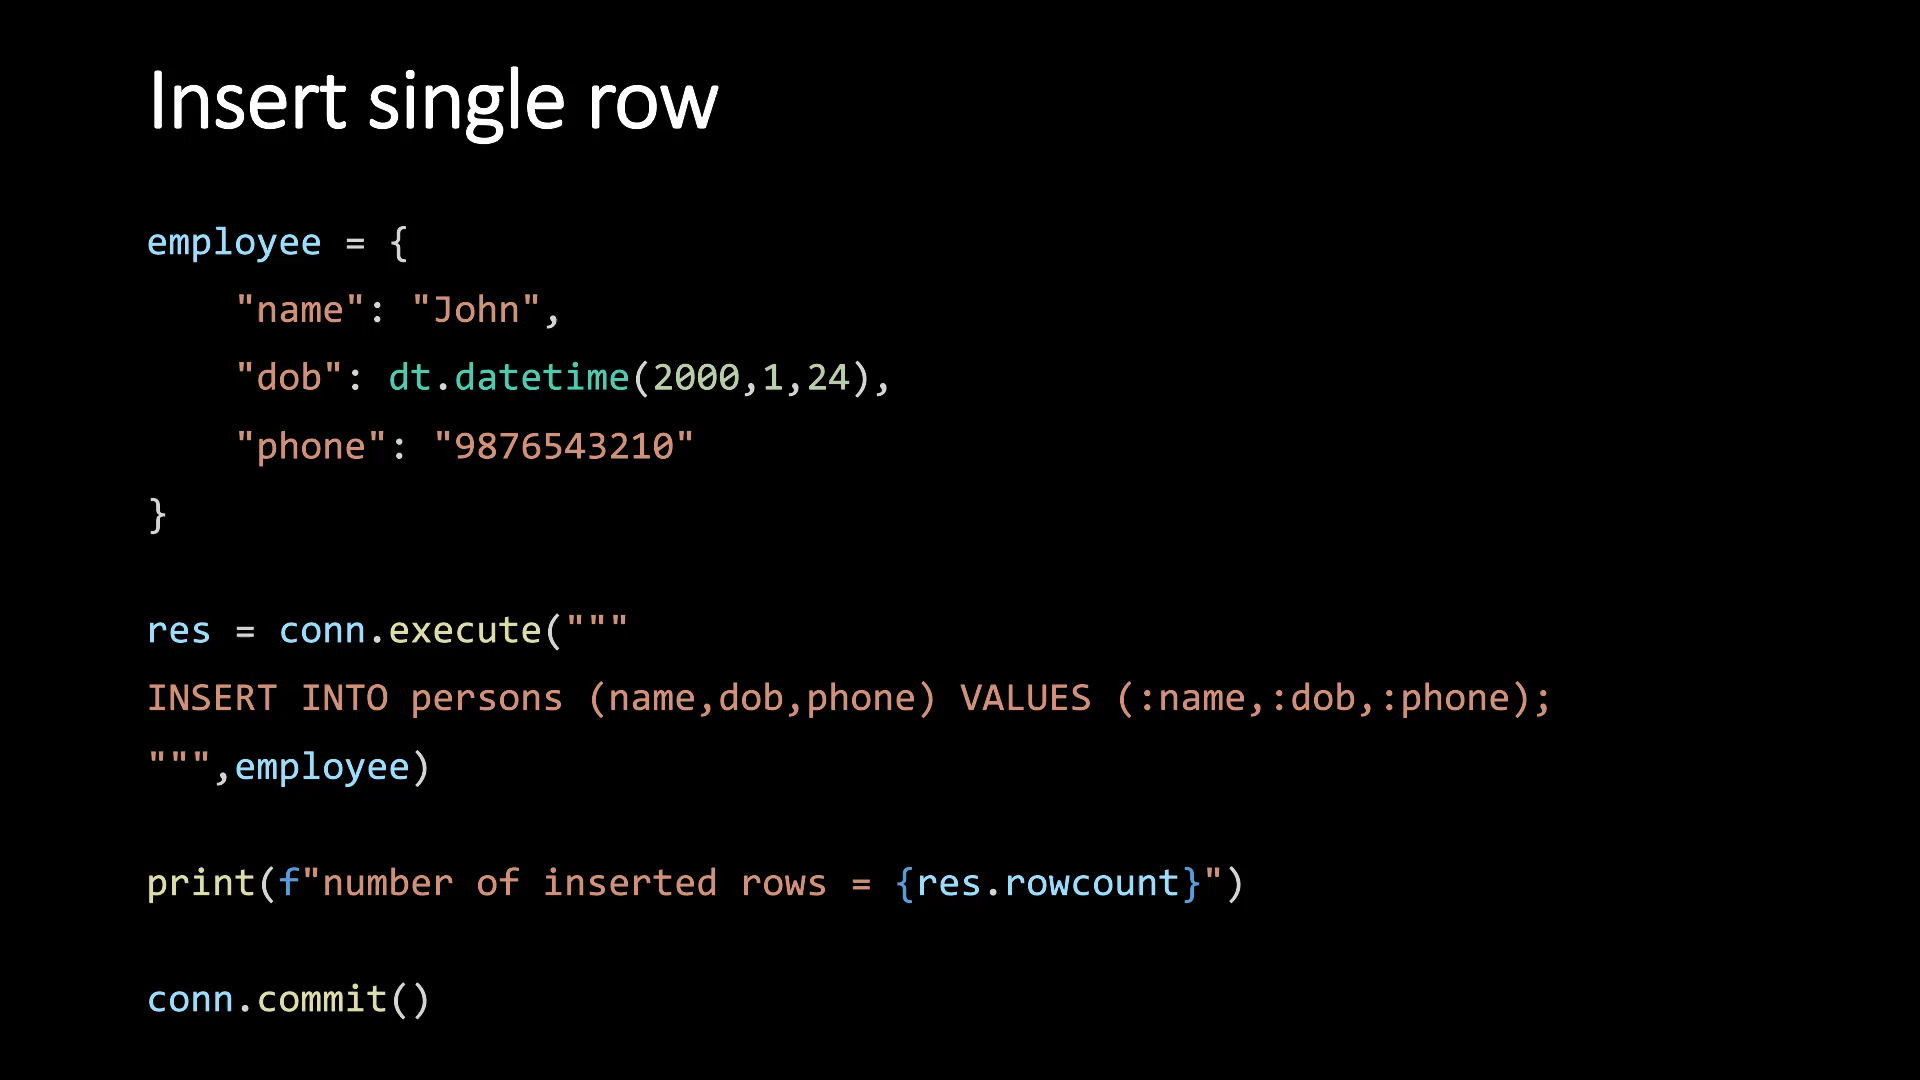 Insert single row
employee = {
    "name": "John",
    "dob": dt.datetime(2000,1,24),
    "phone": "9876543210"
}
res = conn.execute("""
INSERT INTO persons (name,dob,phone) VALUES (:name,:dob,:phone);
""",employee)
print(f"number of inserted rows = {res.rowcount}")
conn.commit()